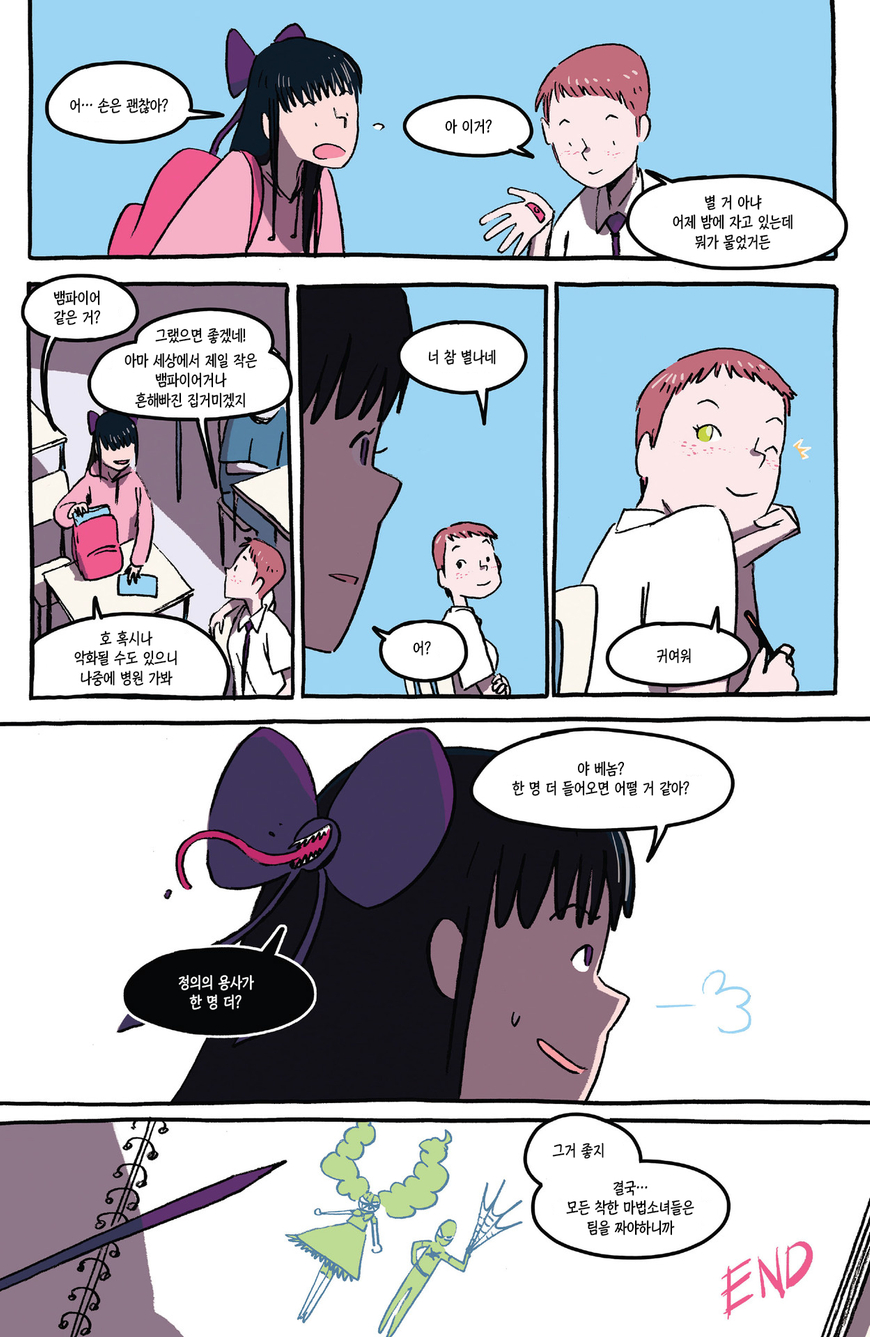 어… 손은 괜찮아?
아 이거?
별 거 아냐
어제 밤에 자고 있는데
뭐가 물었거든
뱀파이어
같은 거?
그랬으면 좋겠네!
아마 세상에서 제일 작은
뱀파이어거나
흔해빠진 집거미겠지
호 혹시나
악화될 수도 있으니
나중에 병원 가봐
너 참 별나네
어?
귀여워
야 베놈?
한 명 더 들어오면 어떨 거 같아?
정의의 용사가
한 명 더?
그거 좋지
결국…
모든 착한 마법소녀들은
팀을 짜야하니까
END